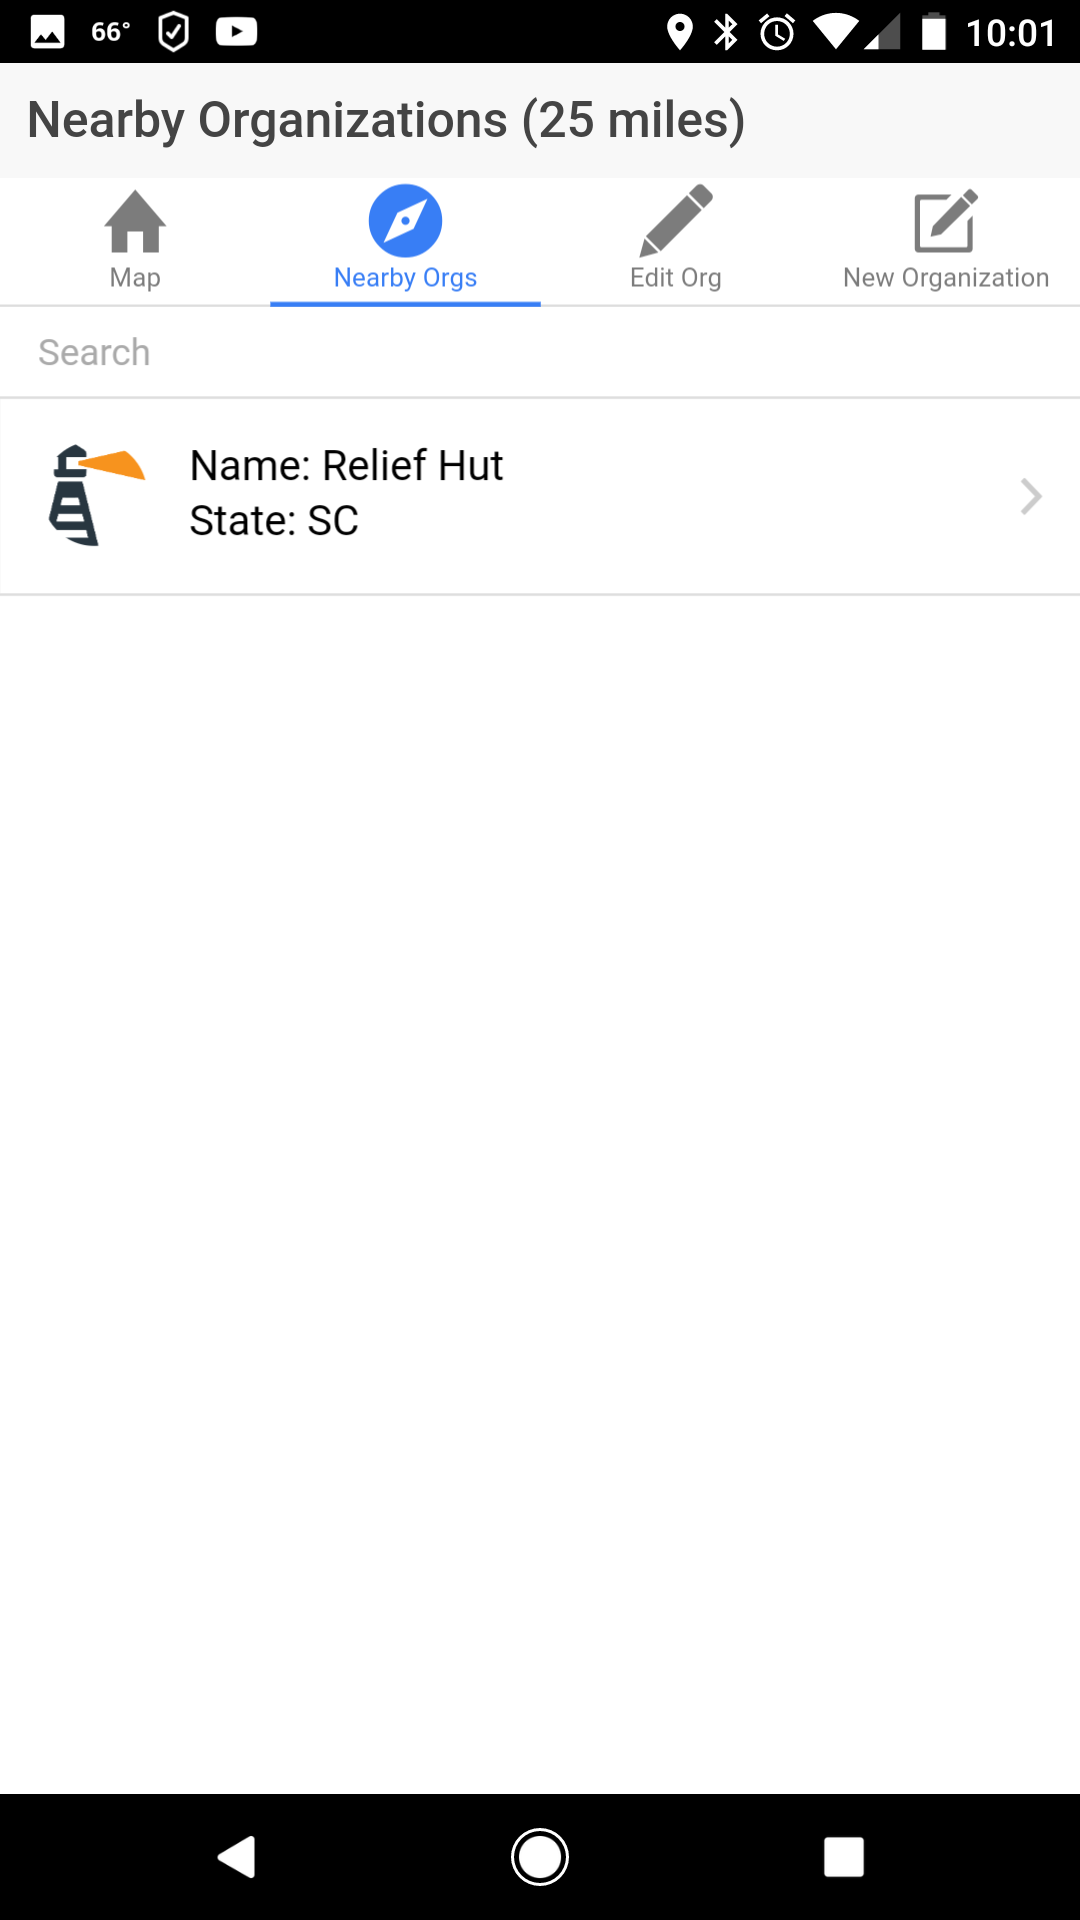 66° 10:01
Nearby Organizations (25 miles)
Map Nearby Orgs Edit Org New Organization
Search
Name: Relief Hut
State: SC